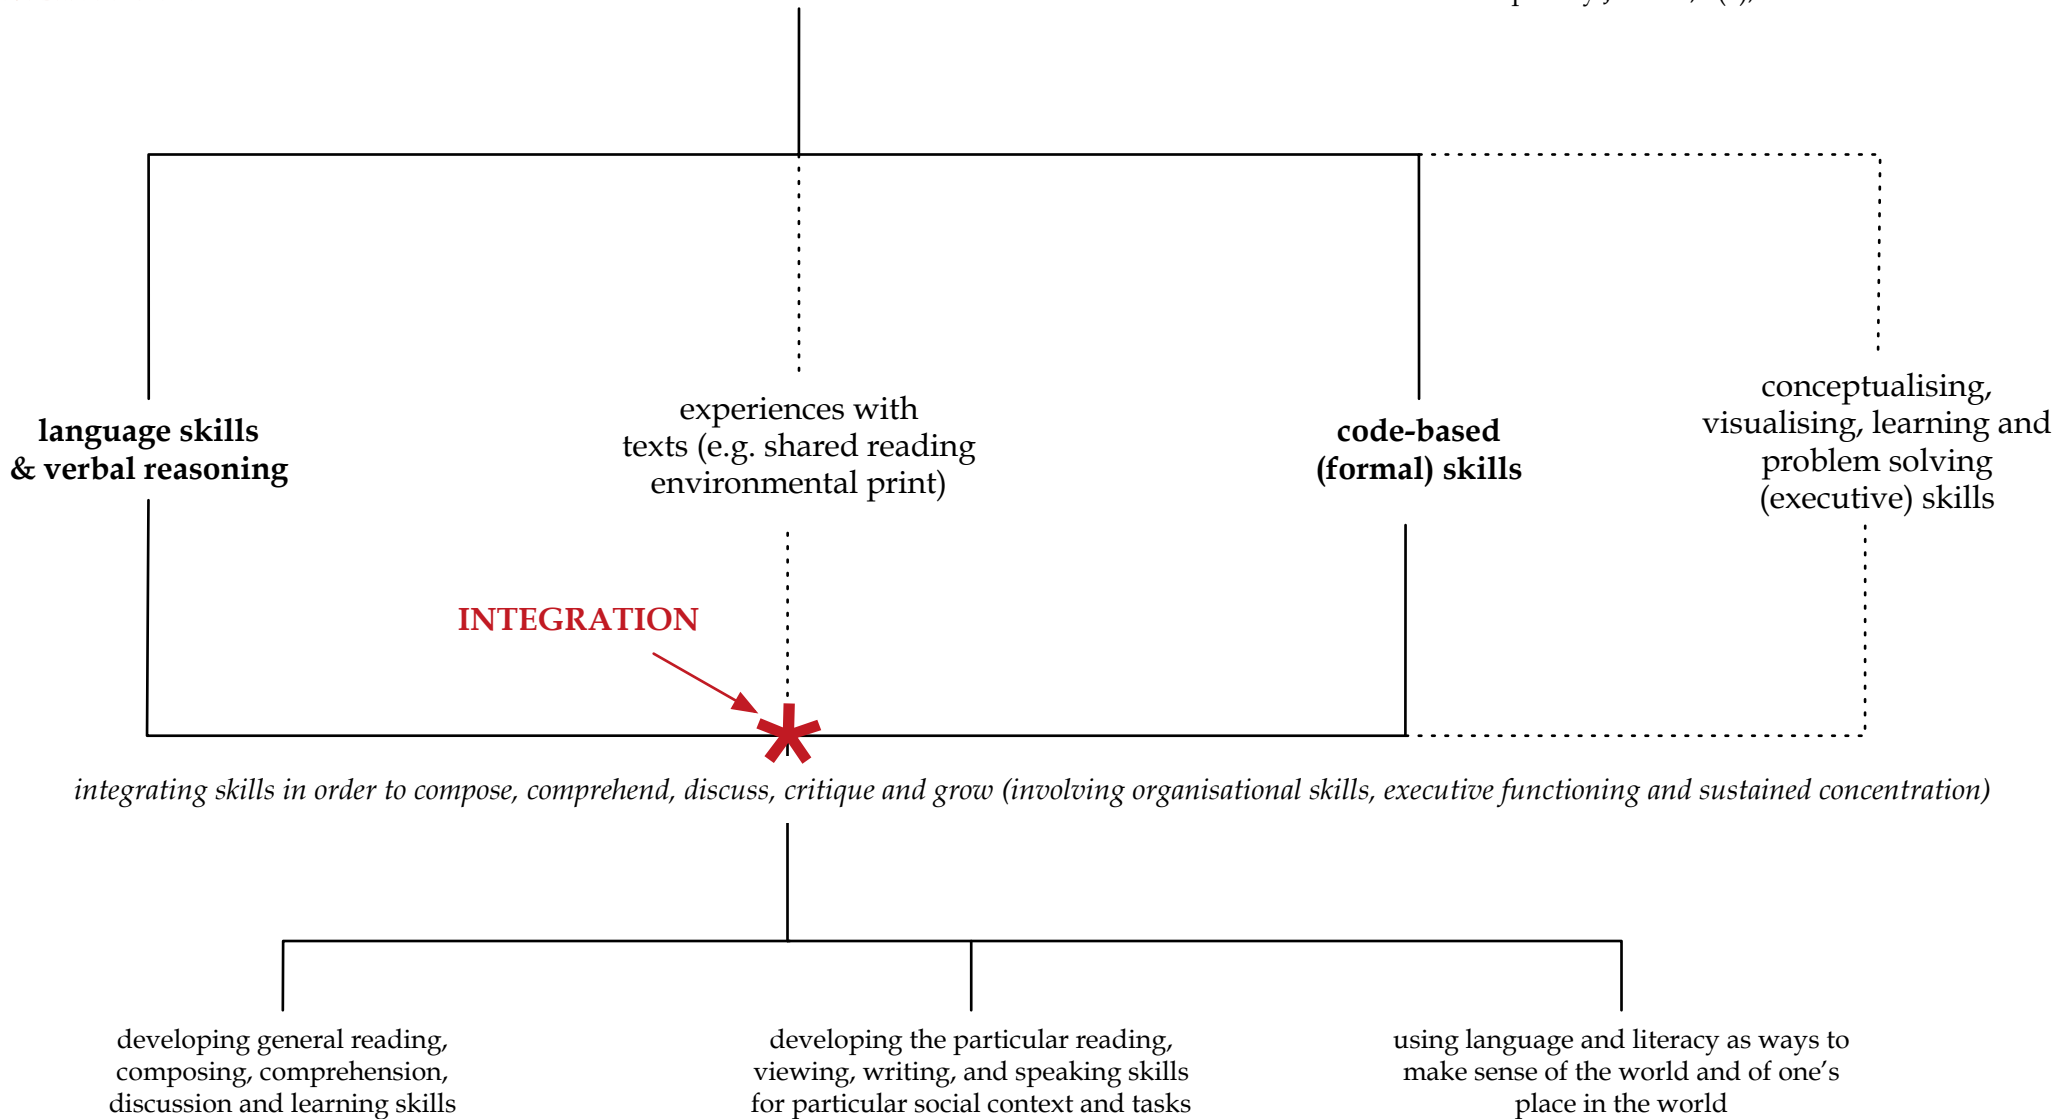 language skills
& verbal reasoning
experiences with
texts (e.g. shared reading
environmental print)
code-based
(formal) skills
conceptualising,
visualising, learning and
problem solving
(executive) skills
INTEGRATION
integrating skills in order to compose, comprehend, discuss, critique and grow (involving organisational skills, executive functioning and sustained concentration)
developing general reading,
composing, comprehension,
discussion and learning skills
developing the particular reading,
viewing, writing, and speaking skills
for particular social context and tasks
using language and literacy as ways to
make sense of the world and of one's
place in the world